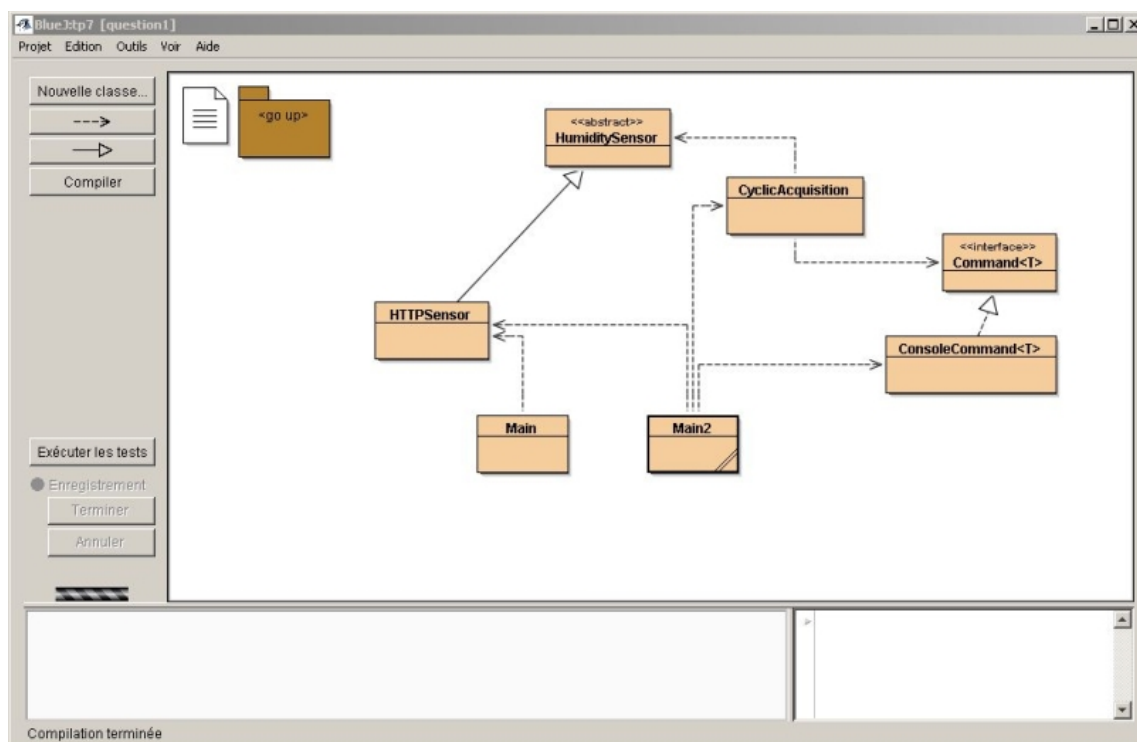 BlueJ:tp7 [question1]
Projet Edition Outils Voir Aide
Nouvelle classe...
Compiler
<go up>
<<abstract>>
HumiditySensor
CyclicAcquisition
<<interface>>
Command<T>
HTTPSensor
ConsoleCommand<T>
Main
Main2
Exécuter les tests
Enregistrement
Terminer
Annuler
Compilation terminée